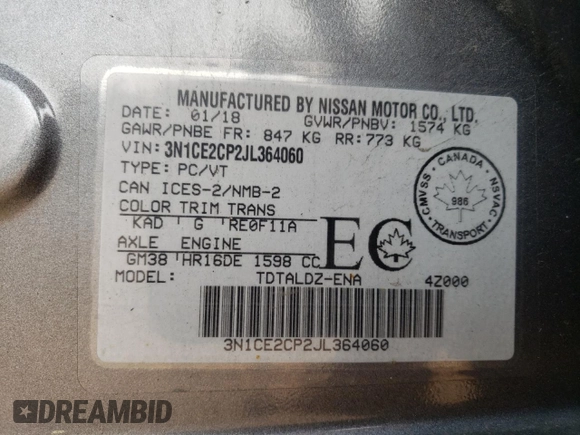 MANUFACTURED BY NISSAN MOTOR CO., LTD.
DATE: 01/18 GVWR/PNBV: 1574 KG
GAWR/PNBE FR: 847 KG RR: 773 KG
VIN: 3N1CE2CP2JL364060
TYPE: PC/VT
CAN ICES-2/NMB-2
COLOR TRIM TRANS
KAD G RE0F11A
AXLE ENGINE
GM38 HR16DE 1598 CC
MODEL: TDTALDZ-ENA 4Z000
EC
CANADA
CMVSS NSVAC
986
TRANSPORT
3N1CE2CP2JL364060
DREAMBID